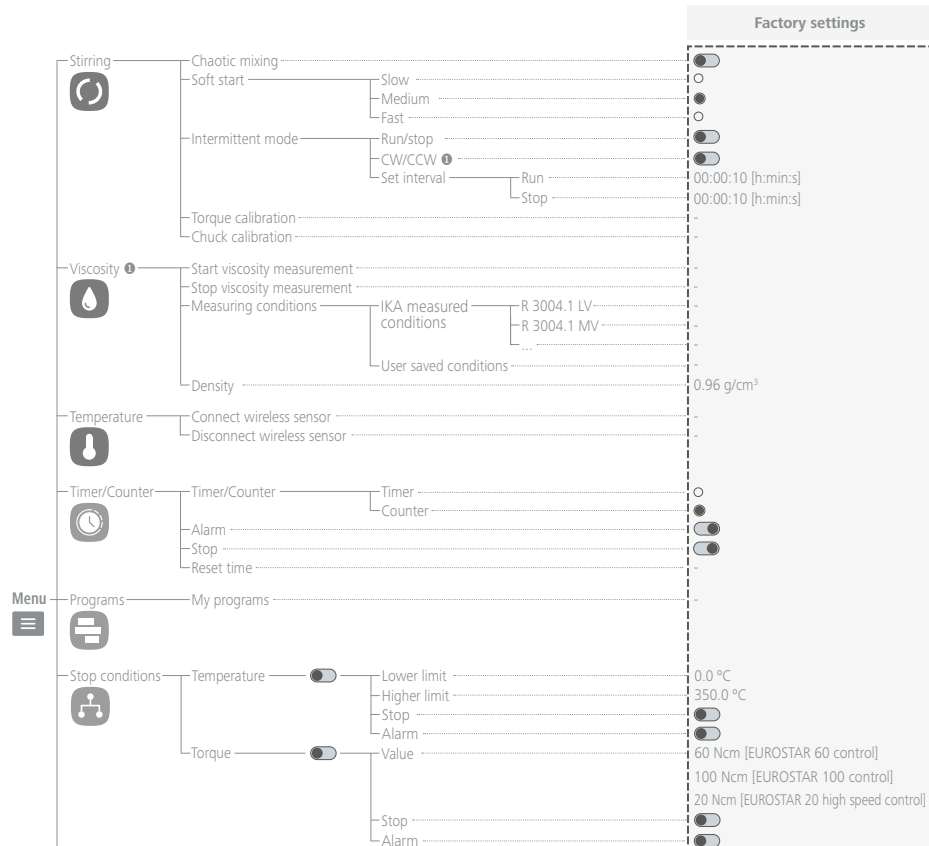 Factory settings
Stirring
Chaotic mixing
Soft start
Slow
Medium
Fast
Intermittent mode
Run/stop
CW/CCW ❶
Set interval
Run
00:00:10 [h:min:s]
Stop
00:00:10 [h:min:s]
Torque calibration
-
Chuck calibration
-
Viscosity ❶
Start viscosity measurement
-
Stop viscosity measurement
-
Measuring conditions
IKA measured
conditions
R 3004.1 LV
-
R 3004.1 MV
-
...
-
User saved conditions
-
Density
0.96 g/cm³
Temperature
Connect wireless sensor
-
Disconnect wireless sensor
-
Timer/Counter
Timer/Counter
Timer
Counter
Alarm
Stop
Reset time
-
Menu
Programs
My programs
-
Stop conditions
Temperature
Lower limit
0.0 ºC
Higher limit
350.0 ºC
Stop
Alarm
Torque
Value
60 Ncm [EUROSTAR 60 control]
100 Ncm [EUROSTAR 100 control]
20 Ncm [EUROSTAR 20 high speed control]
Stop
Alarm